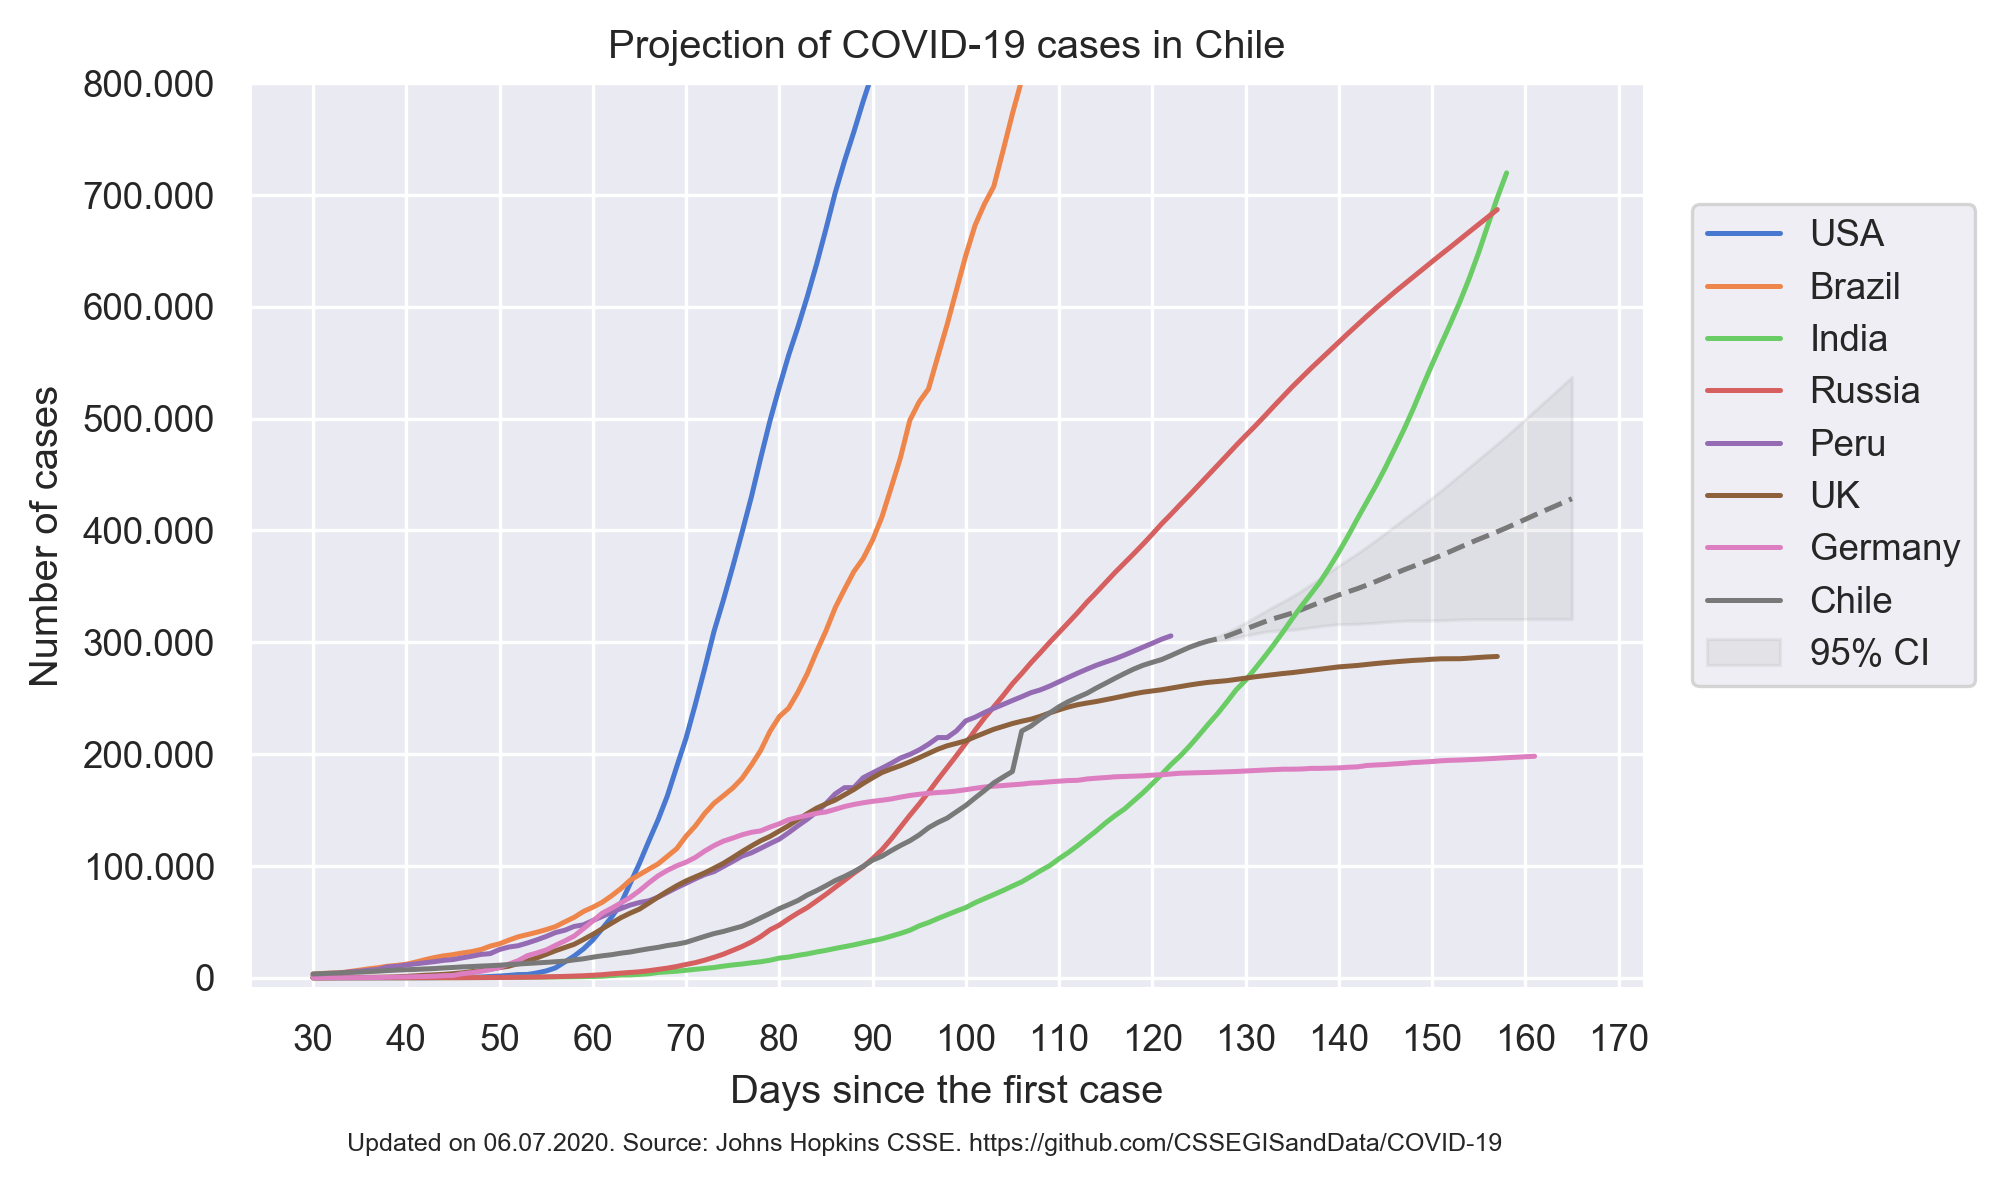 Projection of COVID-19 cases in Chile
800.000
700.000
600.000
500.000
400.000
300.000
200.000
100.000
0
Number of cases
30 40 50 60 70 80 90 100 110 120 130 140 150 160 170
Days since the first case
USA
Brazil
India
Russia
Peru
UK
Germany
Chile
95% CI
Updated on 06.07.2020. Source: Johns Hopkins CSSE. https://github.com/CSSEGISandData/COVID-19